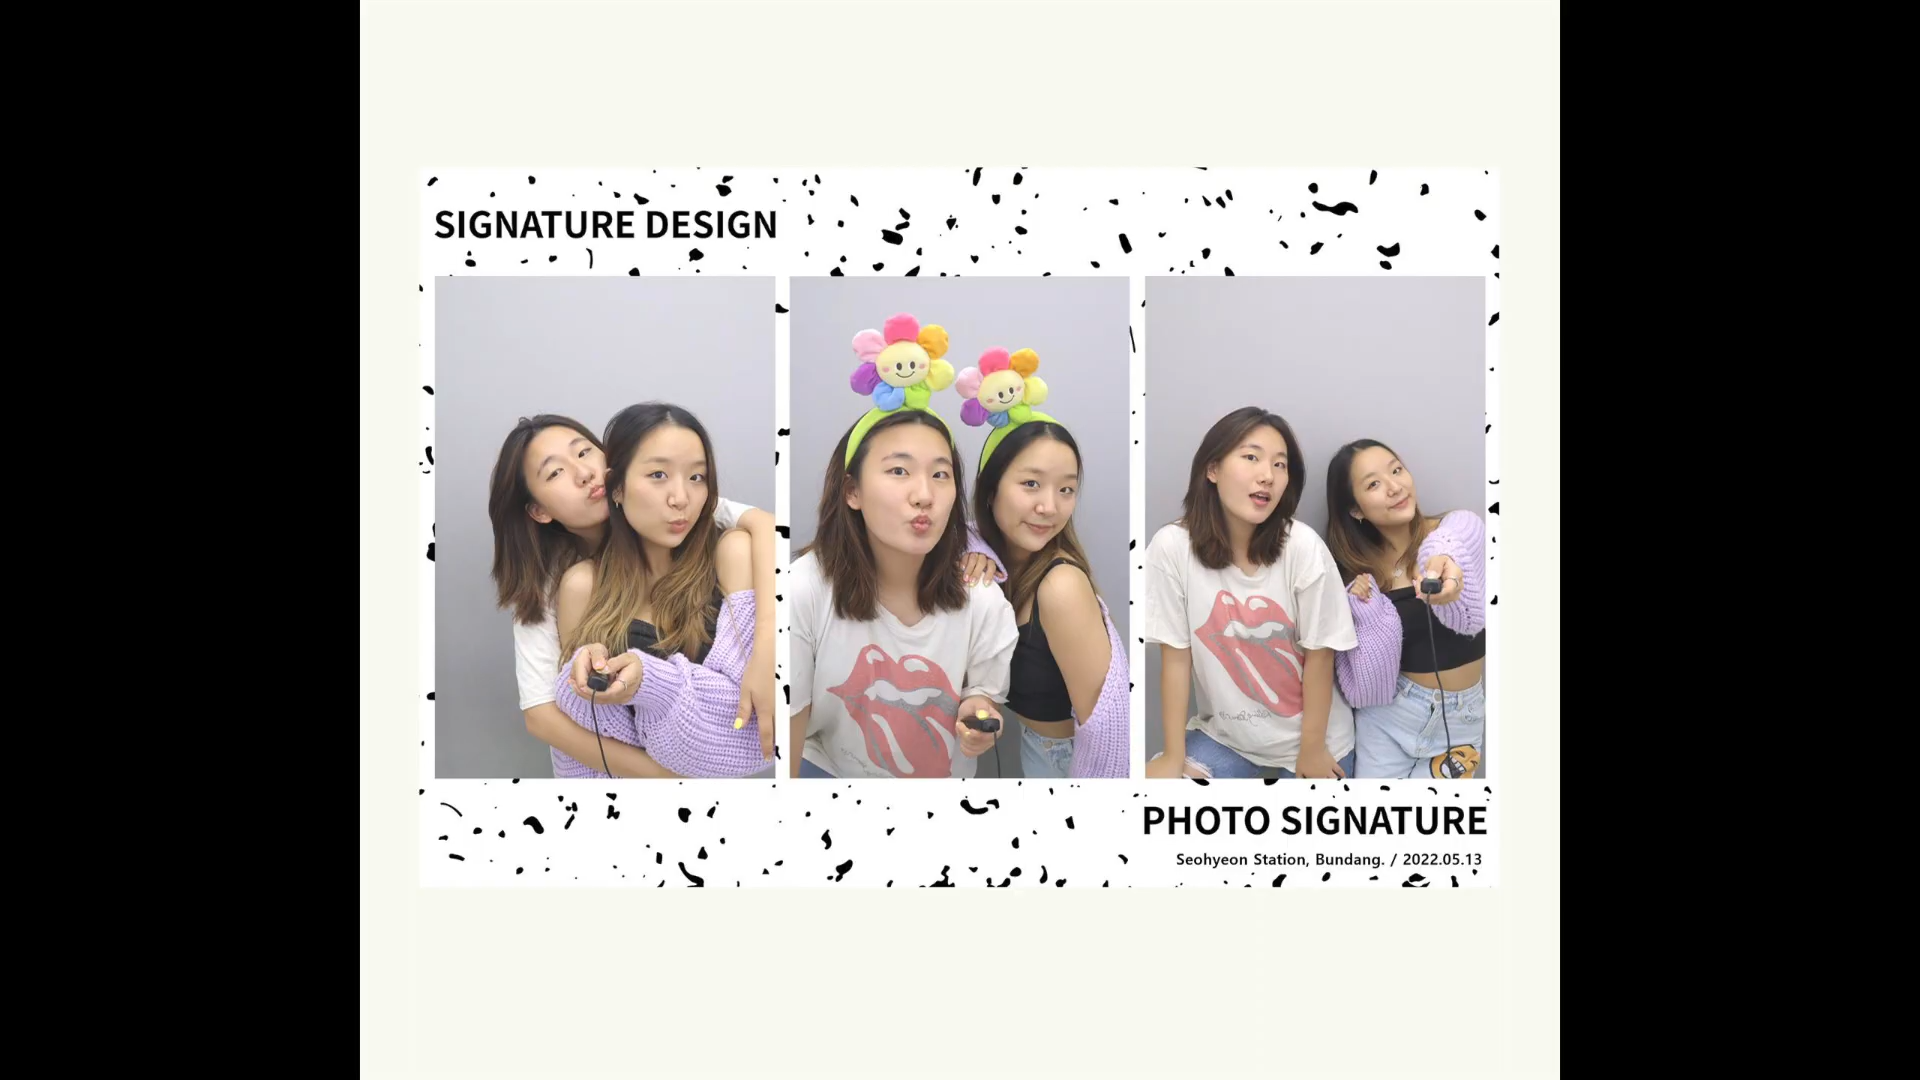 SIGNATURE DESIGN
PHOTO SIGNATURE
Seohyeon Station, Bundang. / 2022.05.13